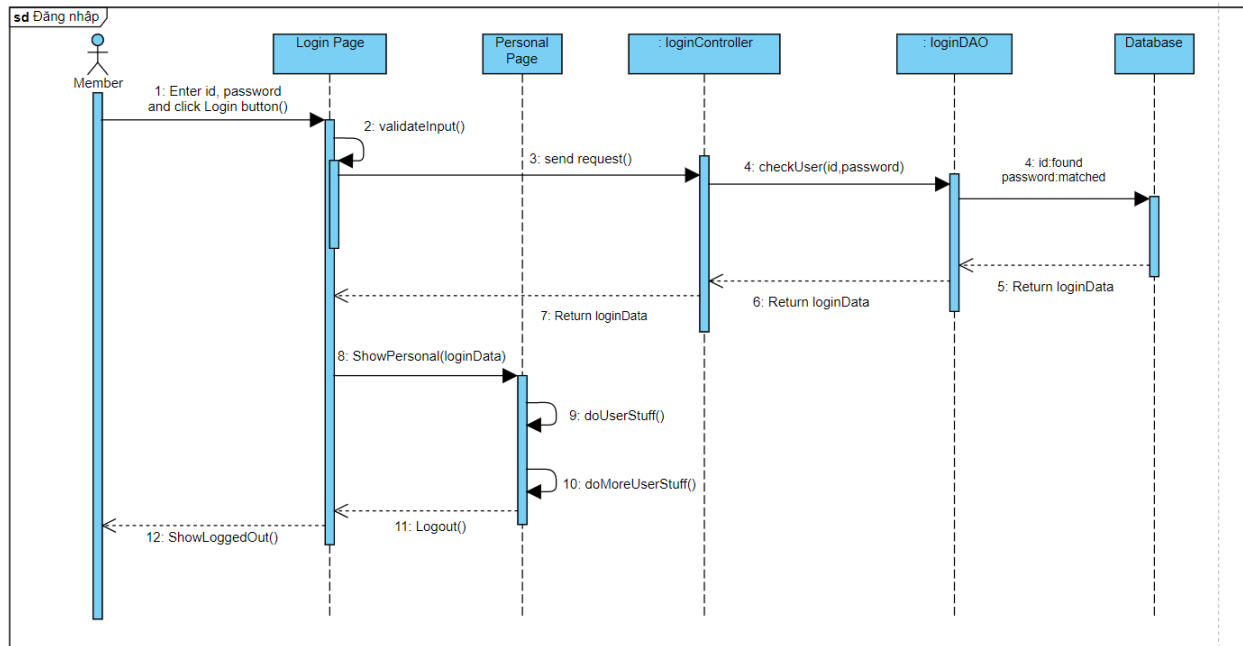 sd Đăng nhập
Member
Login Page
Personal
Page
: loginController
: loginDAO
Database
1: Enter id, password
and click Login button()
2: validateInput()
3: send request()
4: checkUser(id,password)
4: id:found
password:matched
5: Return loginData
6: Return loginData
7: Return loginData
8: ShowPersonal(loginData)
9: doUserStuff()
10: doMoreUserStuff()
11: Logout()
12: ShowLoggedOut()